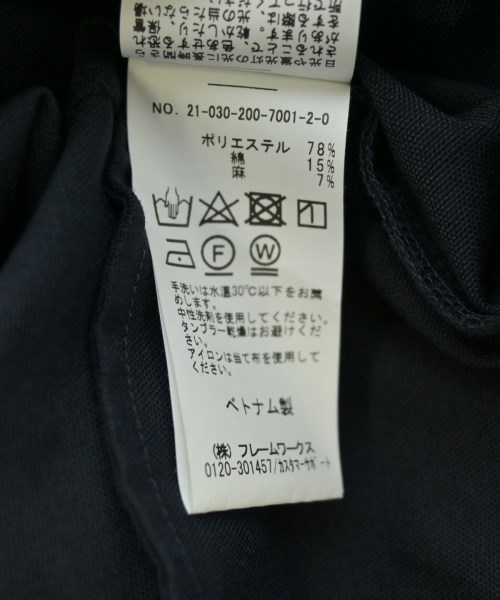 NO. 21-030-200-7001-2-0
ポリエステル 78%
綿 15%
麻 7%
F
W
手洗いは水温30℃以下をお薦
めします。
中性洗剤を使用してください。
タンブラー乾燥はお避けくだ
さい。
アイロンは当て布を使用して
ください。
ベトナム製
(株) フレームワークス
0120-301457/カスタマーサポート